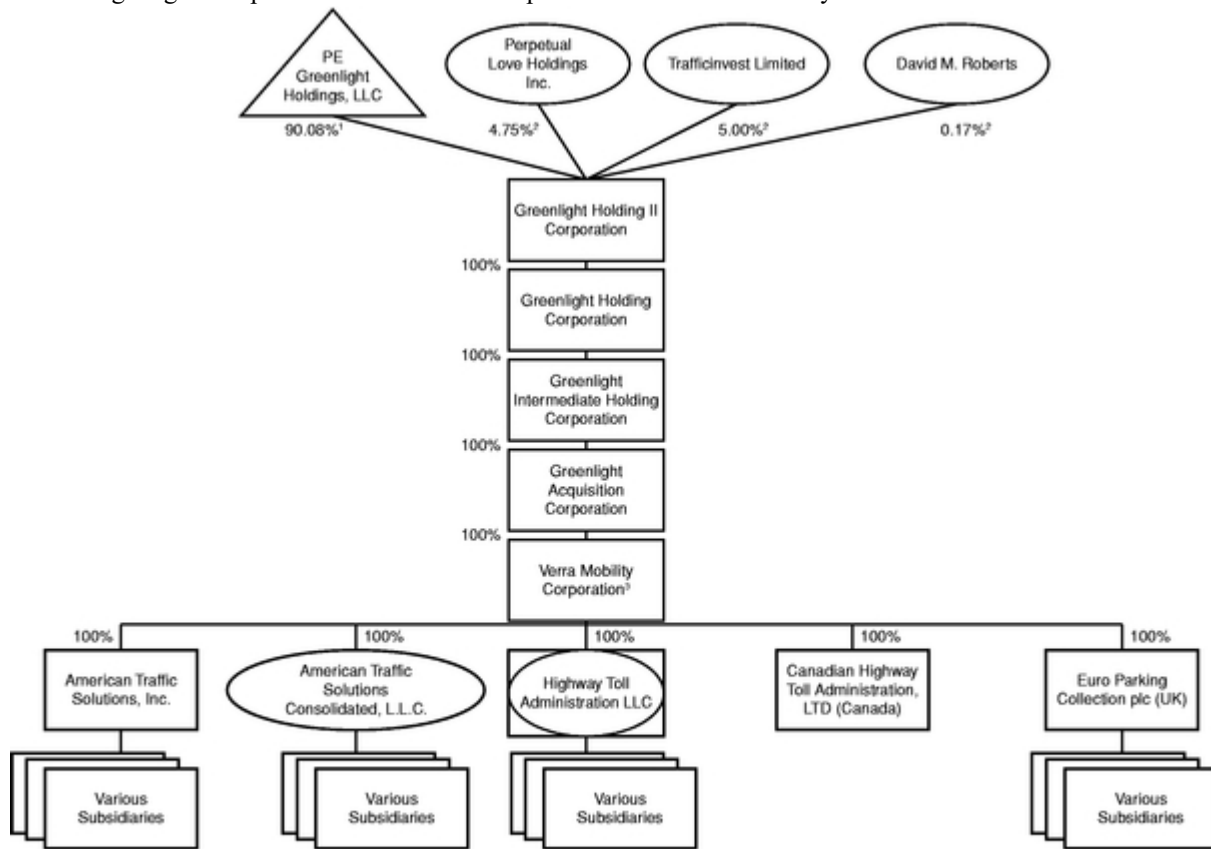 PE
Greenlight
Holdings, LLC
Perpetual
Love Holdings
Inc.
Trafficinvest Limited
David M. Roberts
90.08%¹
4.75%²
5.00%²
0.17%²
Greenlight Holding II
Corporation
100%
Greenlight Holding
Corporation
100%
Greenlight
Intermediate Holding
Corporation
100%
Greenlight
Acquisition
Corporation
100%
Verra Mobility
Corporation³
100%
100%
100%
100%
100%
American Traffic
Solutions, Inc.
American Traffic
Solutions
Consolidated, L.L.C.
Highway Toll
Administration LLC
Canadian Highway
Toll Administration,
LTD (Canada)
Euro Parking
Collection plc (UK)
Various
Subsidiaries
Various
Subsidiaries
Various
Subsidiaries
Various
Subsidiaries